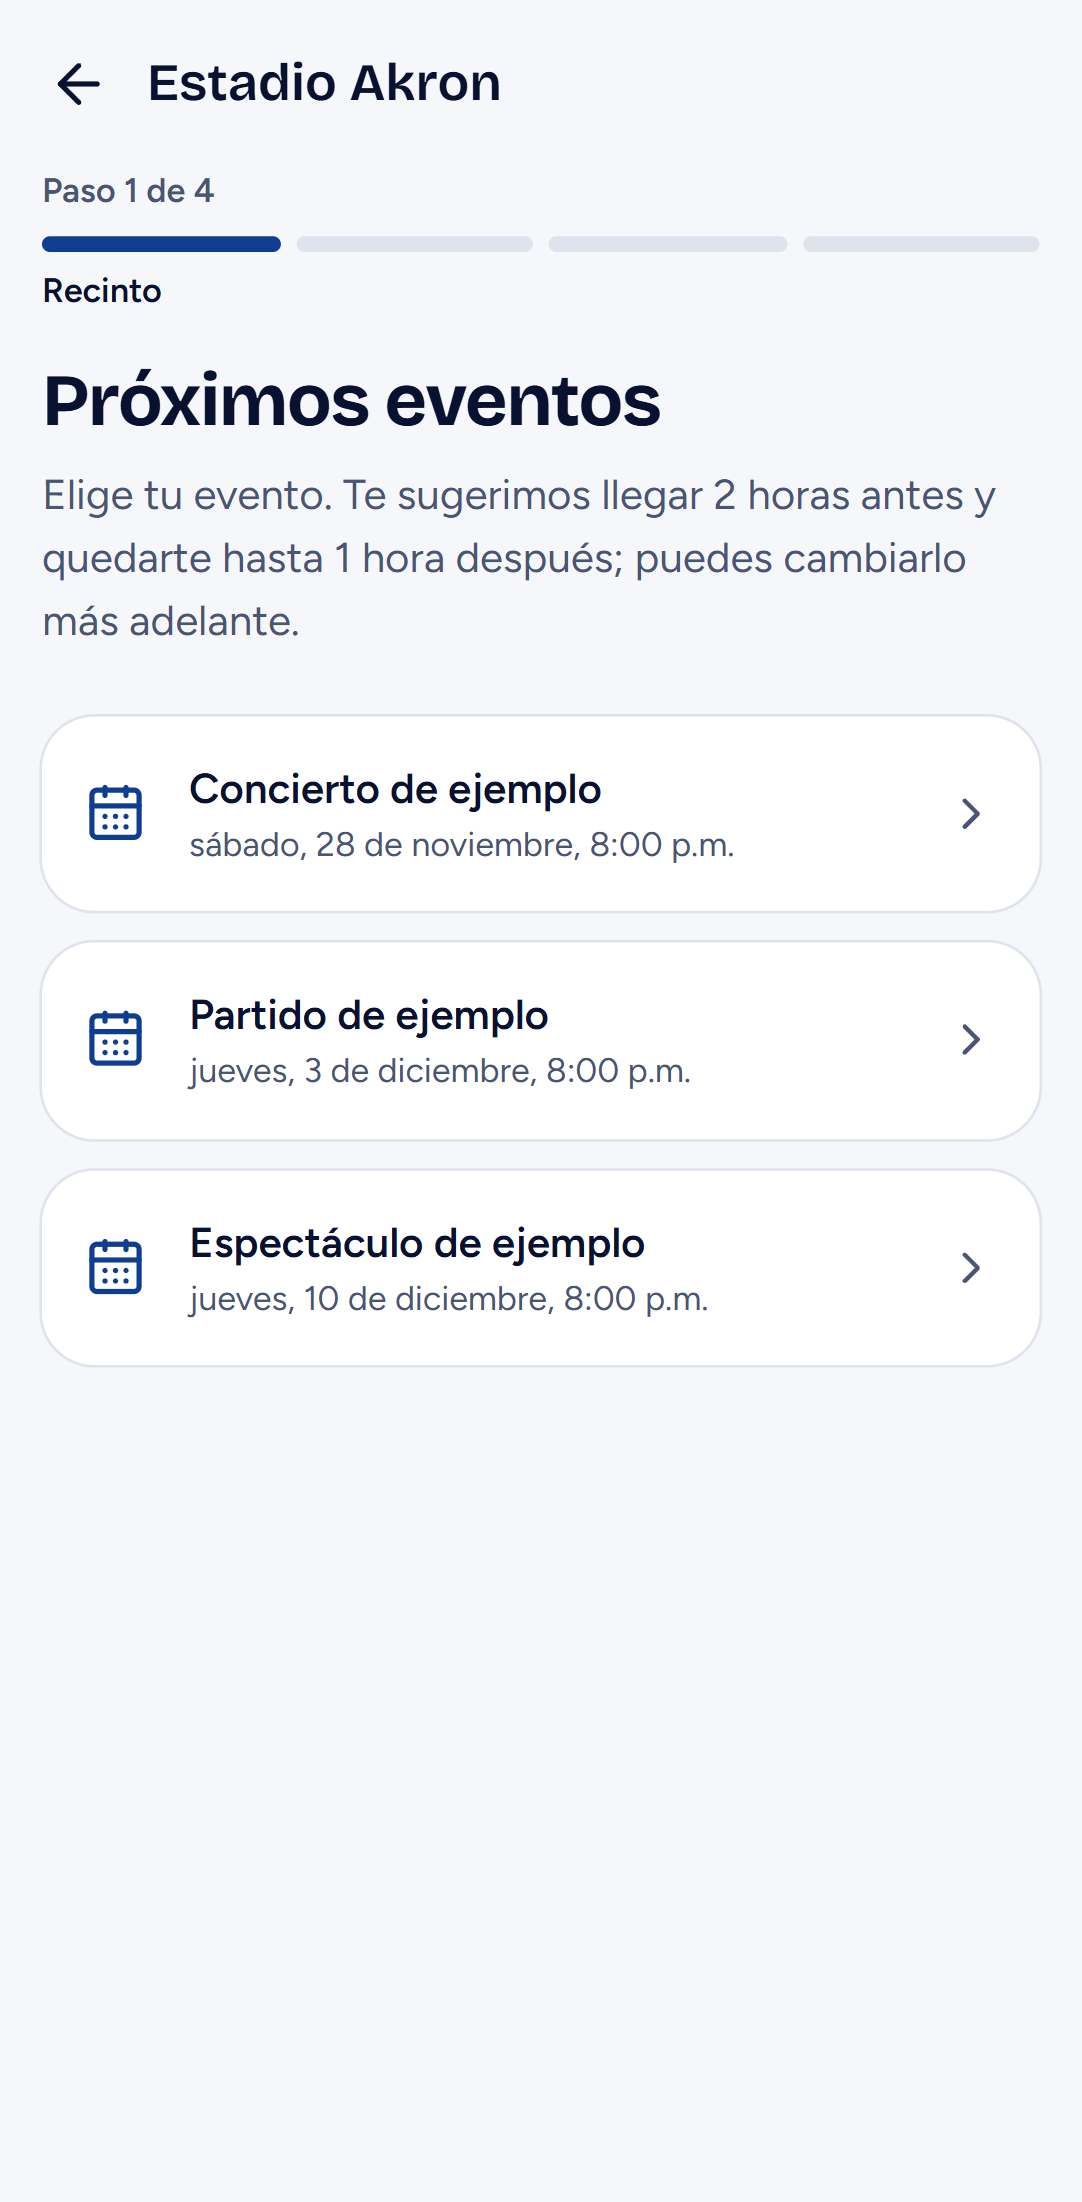 Estadio Akron
Paso 1 de 4
Recinto
Próximos eventos
Elige tu evento. Te sugerimos llegar 2 horas antes y
quedarte hasta 1 hora después; puedes cambiarlo
más adelante.
Concierto de ejemplo
sábado, 28 de noviembre, 8:00 p.m.
Partido de ejemplo
jueves, 3 de diciembre, 8:00 p.m.
Espectáculo de ejemplo
jueves, 10 de diciembre, 8:00 p.m.